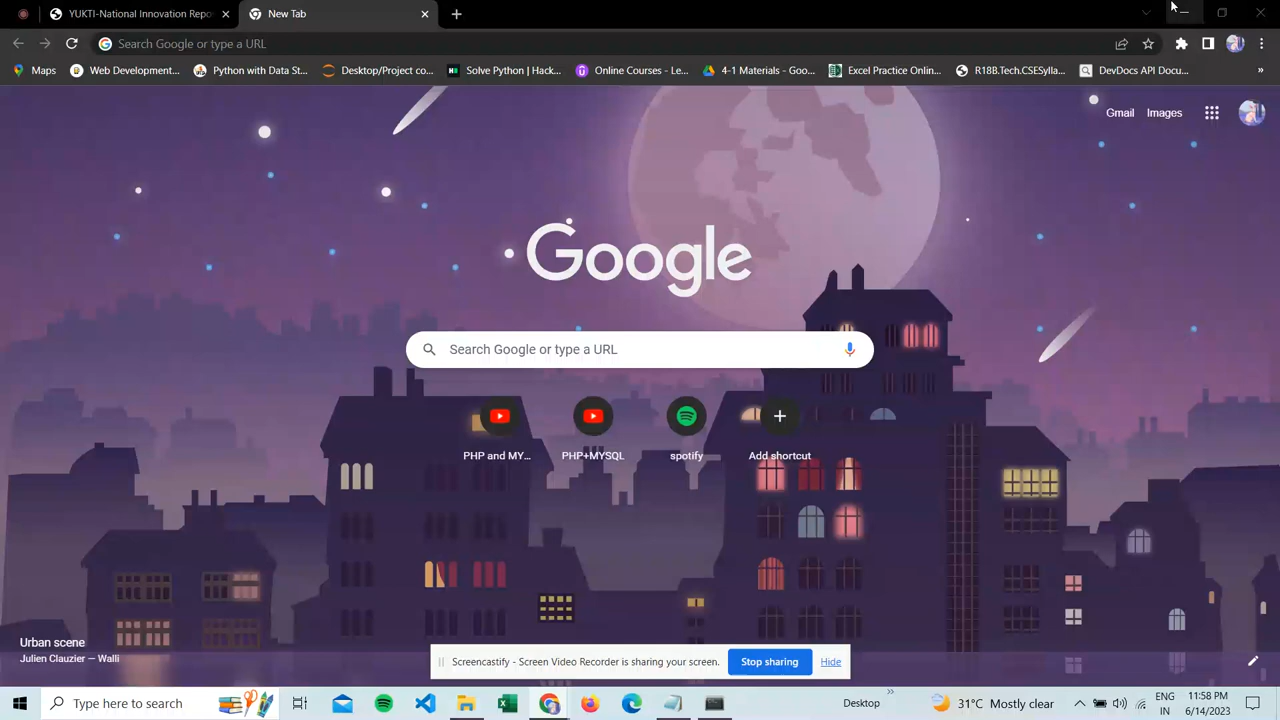 YUKTI-National Innovation Repo
New Tab
Search Google or type a URL
Maps
Web Development...
Python with Data St...
Desktop/Project co...
Solve Python | Hack...
Online Courses - Le...
4-1 Materials - Goo...
Excel Practice Onlin...
R18B.Tech.CSESylla...
DevDocs API Docu...
»
Gmail
Images
Google
Search Google or type a URL
PHP and MY...
PHP+MYSQL
spotify
Add shortcut
Urban scene
Julien Clauzier — Walli
Screencastify - Screen Video Recorder is sharing your screen.
Stop sharing
Hide
Type here to search
Desktop
»
31°C Mostly clear
ENG
IN
11:58 PM
6/14/2023